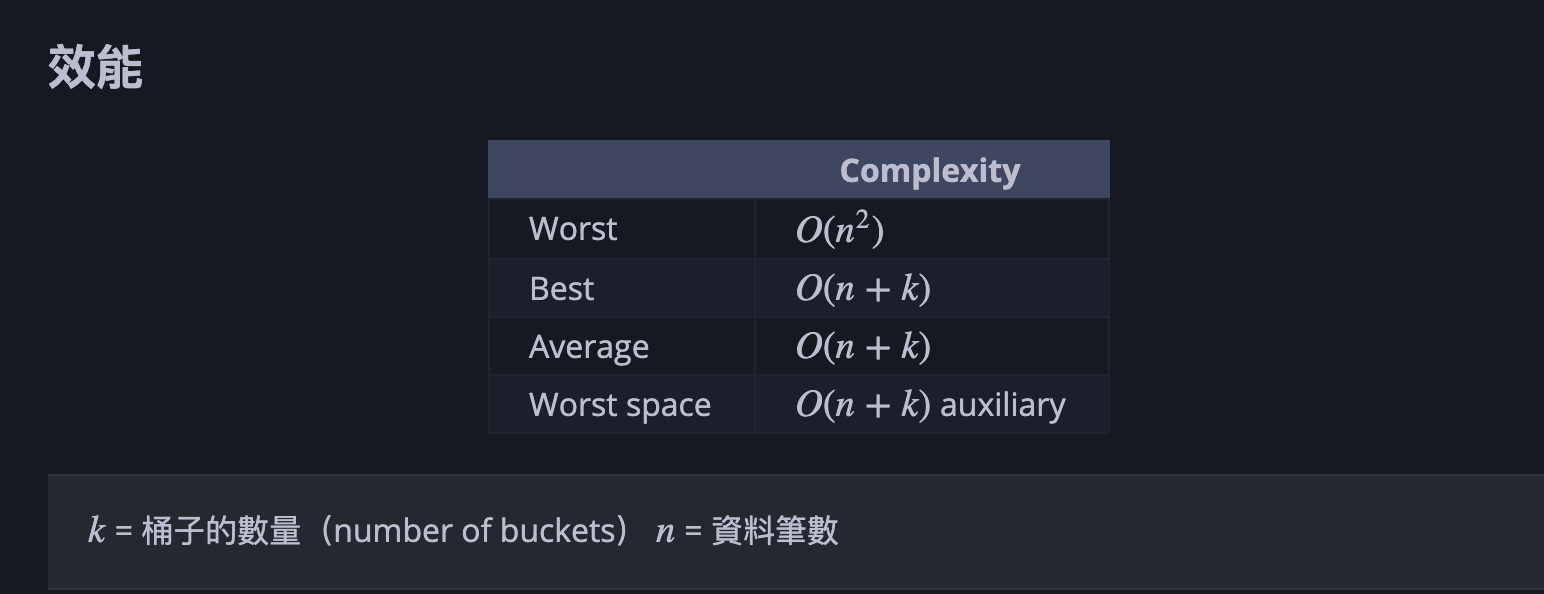 效能
Complexity
Worst O(n²)
Best O(n + k)
Average O(n + k)
Worst space O(n + k) auxiliary
k = 桶子的數量（number of buckets） n = 資料筆數